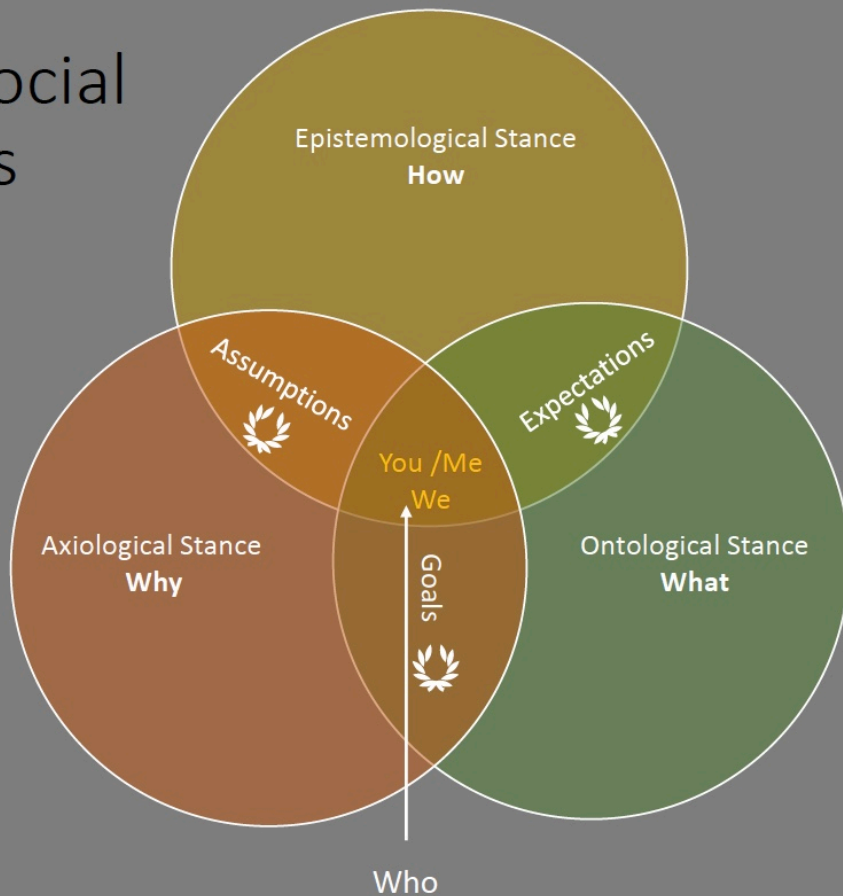 ocial
s
Epistemological Stance
How
Assumptions
Expectations
You /Me
We
Axiological Stance
Why
Ontological Stance
What
Goals
Who